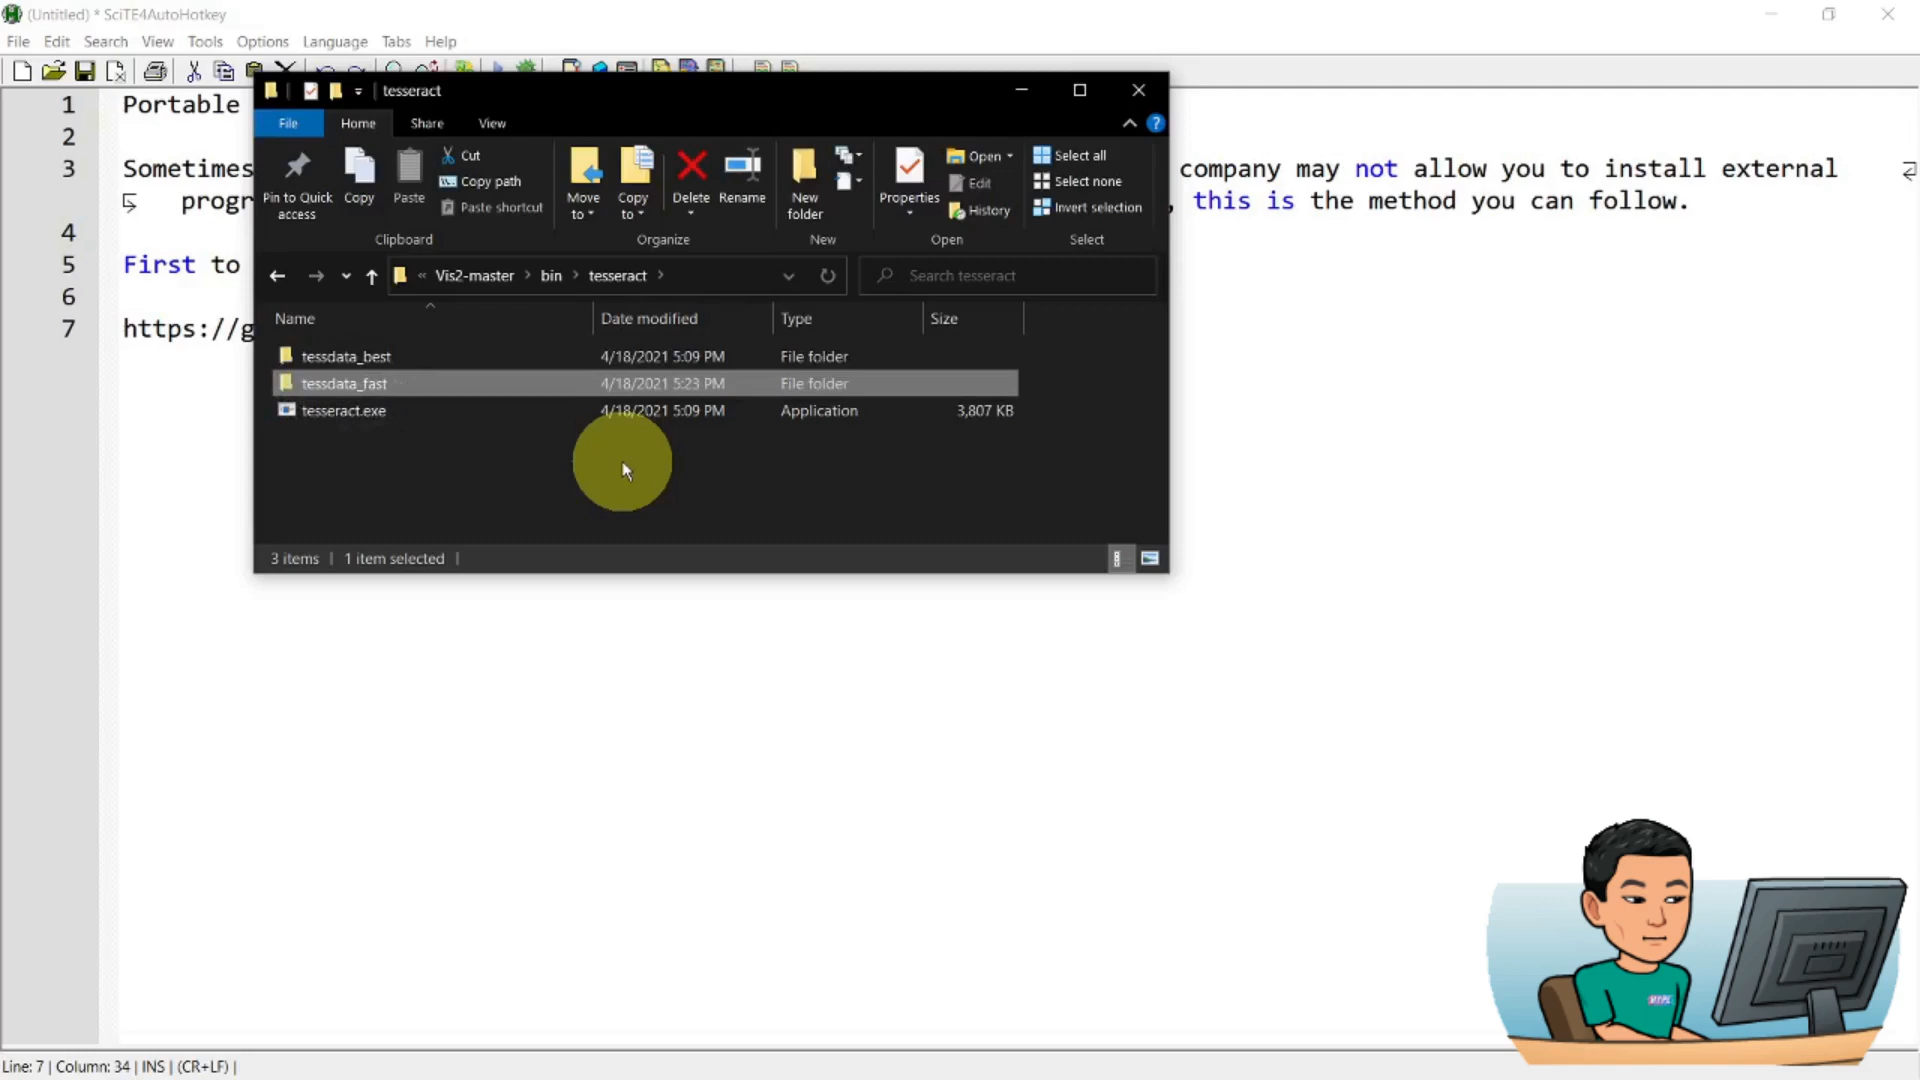 (Untitled) * SciTE4AutoHotkey
File Edit Search View Tools Options Language Tabs Help
tesseract
File Home Share View
Pin to Quick access
Copy
Paste
Cut
Copy path
Paste shortcut
Move to
Copy to
Delete
Rename
New folder
Properties
Open
Edit
History
Select all
Select none
Invert selection
Clipboard Organize New Open Select
« Vis2-master > bin > tesseract >
Search tesseract
Name Date modified Type Size
tessdata_best 4/18/2021 5:09 PM File folder
tessdata_fast 4/18/2021 5:23 PM File folder
tesseract.exe 4/18/2021 5:09 PM Application 3,807 KB
3 items 1 item selected
1 Portable
2
3 Sometimes company may not allow you to install external
progr , this is the method you can follow.
4
5 First to
6
7 https://g
Line: 7 | Column: 34 | INS | (CR+LF) |